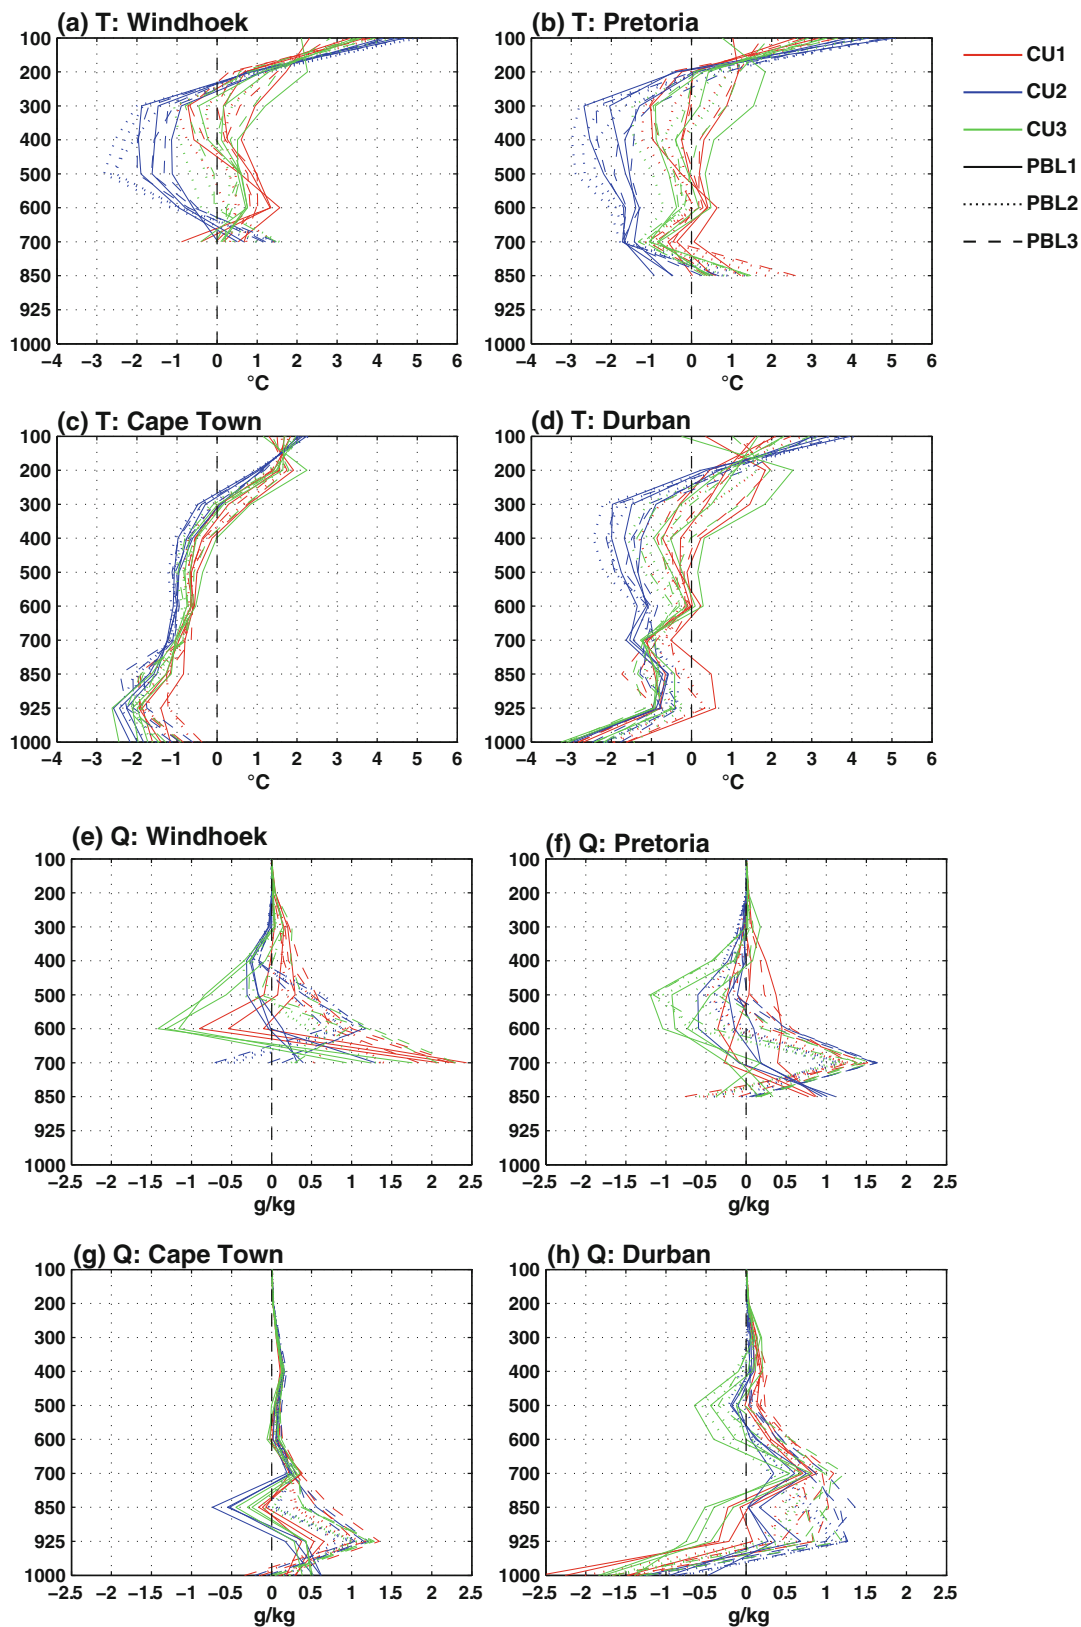 (a) T: Windhoek
(b) T: Pretoria
100
200
300
400
500
600
700
850
925
1000
−4 −3 −2 −1 0 1 2 3 4 5 6
°C
100
200
300
400
500
600
700
850
925
1000
−4 −3 −2 −1 0 1 2 3 4 5 6
°C
CU1
CU2
CU3
PBL1
PBL2
PBL3
(c) T: Cape Town
(d) T: Durban
100
200
300
400
500
600
700
850
925
1000
−4 −3 −2 −1 0 1 2 3 4 5 6
°C
100
200
300
400
500
600
700
850
925
1000
−4 −3 −2 −1 0 1 2 3 4 5 6
°C
(e) Q: Windhoek
(f) Q: Pretoria
100
200
300
400
500
600
700
850
925
1000
−2.5 −2 −1.5 −1 −0.5 0 0.5 1 1.5 2 2.5
g/kg
100
200
300
400
500
600
700
850
925
1000
−2.5 −2 −1.5 −1 −0.5 0 0.5 1 1.5 2 2.5
g/kg
(g) Q: Cape Town
(h) Q: Durban
100
200
300
400
500
600
700
850
925
1000
−2.5 −2 −1.5 −1 −0.5 0 0.5 1 1.5 2 2.5
g/kg
100
200
300
400
500
600
700
850
925
1000
−2.5 −2 −1.5 −1 −0.5 0 0.5 1 1.5 2 2.5
g/kg